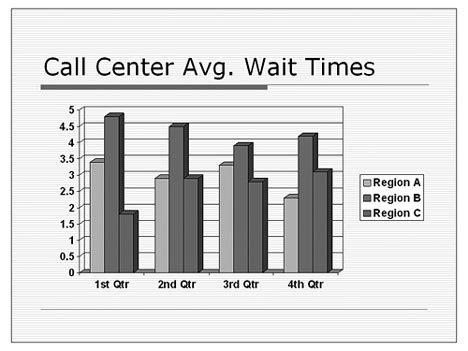 Call Center Avg. Wait Times
5
4.5
4
3.5
3
2.5
2
1.5
1
0.5
0
1st Qtr 2nd Qtr 3rd Qtr 4th Qtr
Region A
Region B
Region C